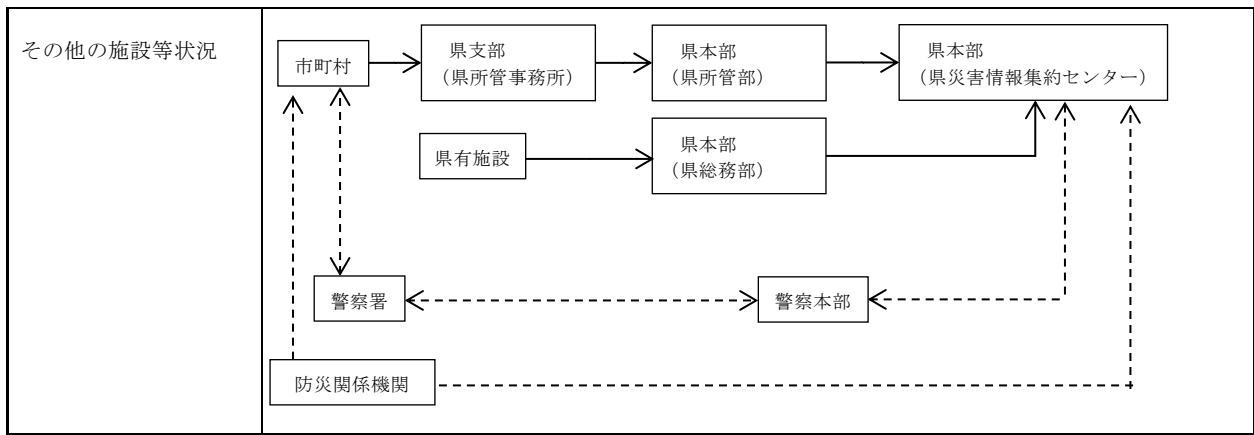 その他の施設等状況
市町村
県支部
（県所管事務所）
県本部
（県所管部）
県本部
（県災害情報集約センター）
県有施設
県本部
（県総務部）
警察署
警察本部
防災関係機関